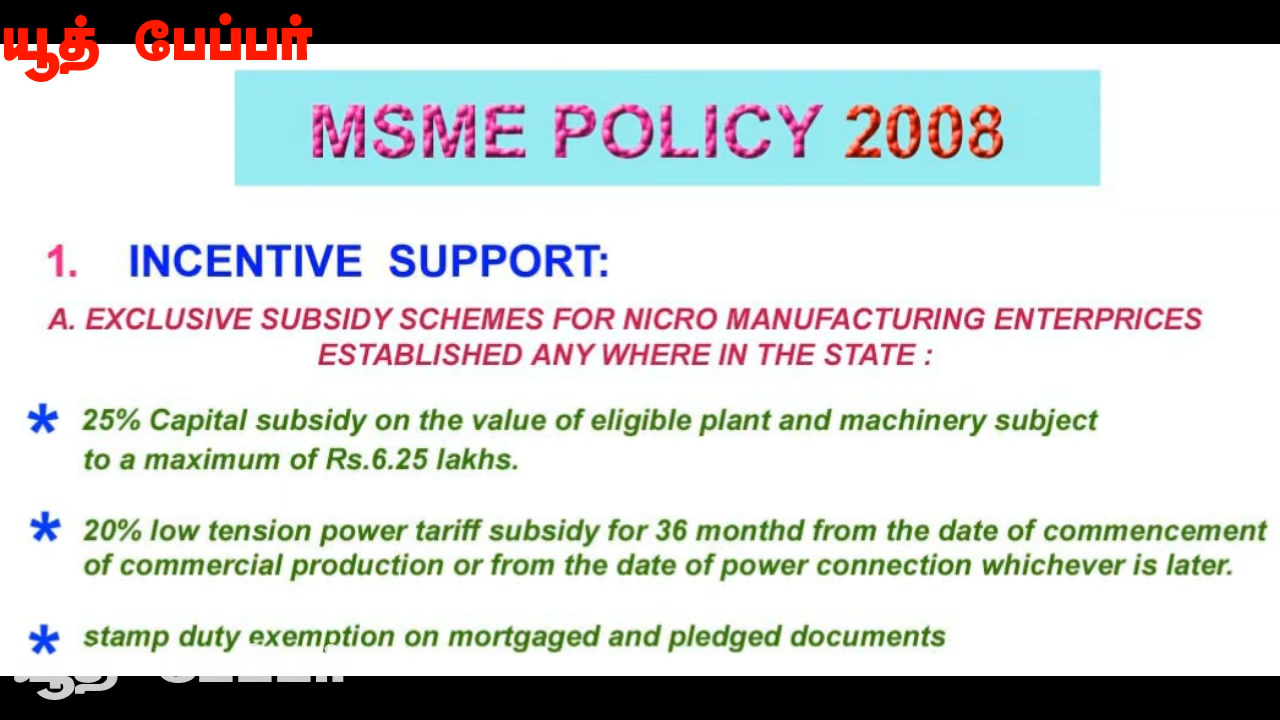 யூத் பேப்பர்
MSME POLICY 2008
1. INCENTIVE SUPPORT:
A. EXCLUSIVE SUBSIDY SCHEMES FOR NICRO MANUFACTURING ENTERPRICES
ESTABLISHED ANY WHERE IN THE STATE :
* 25% Capital subsidy on the value of eligible plant and machinery subject
to a maximum of Rs.6.25 lakhs.
* 20% low tension power tariff subsidy for 36 monthd from the date of commencement
of commercial production or from the date of power connection whichever is later.
* stamp duty exemption on mortgaged and pledged documents